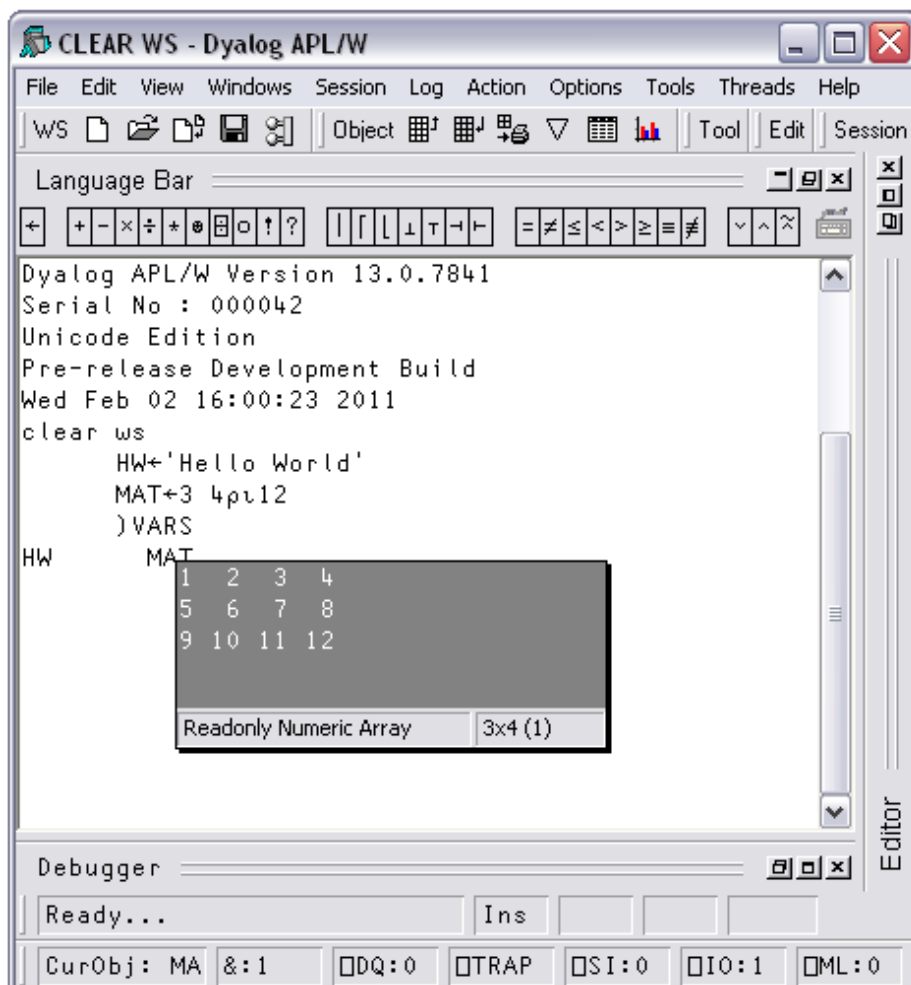 CLEAR WS - Dyalog APL/W
File Edit View Windows Session Log Action Options Tools Threads Help
WS Object Tool Edit Session
Language Bar
← + - × ÷ * ⍟ ⌹ ○ ! ? | ⌈ ⌊ ⊥ ⊤ ⊣ ⊢ = ≠ ≤ < > ≥ ≡ ≢ ∨ ∧ ⍲
Dyalog APL/W Version 13.0.7841
Serial No : 000042
Unicode Edition
Pre-release Development Build
Wed Feb 02 16:00:23 2011
clear ws
HW←'Hello World'
MAT←3 4⍴⍳12
)VARS
HW MAT
1 2 3 4
5 6 7 8
9 10 11 12
Readonly Numeric Array 3x4 (1)
Editor
Debugger
Ready... Ins
CurObj: MA &:1 ⎕DQ:0 ⎕TRAP ⎕SI:0 ⎕IO:1 ⎕ML:0